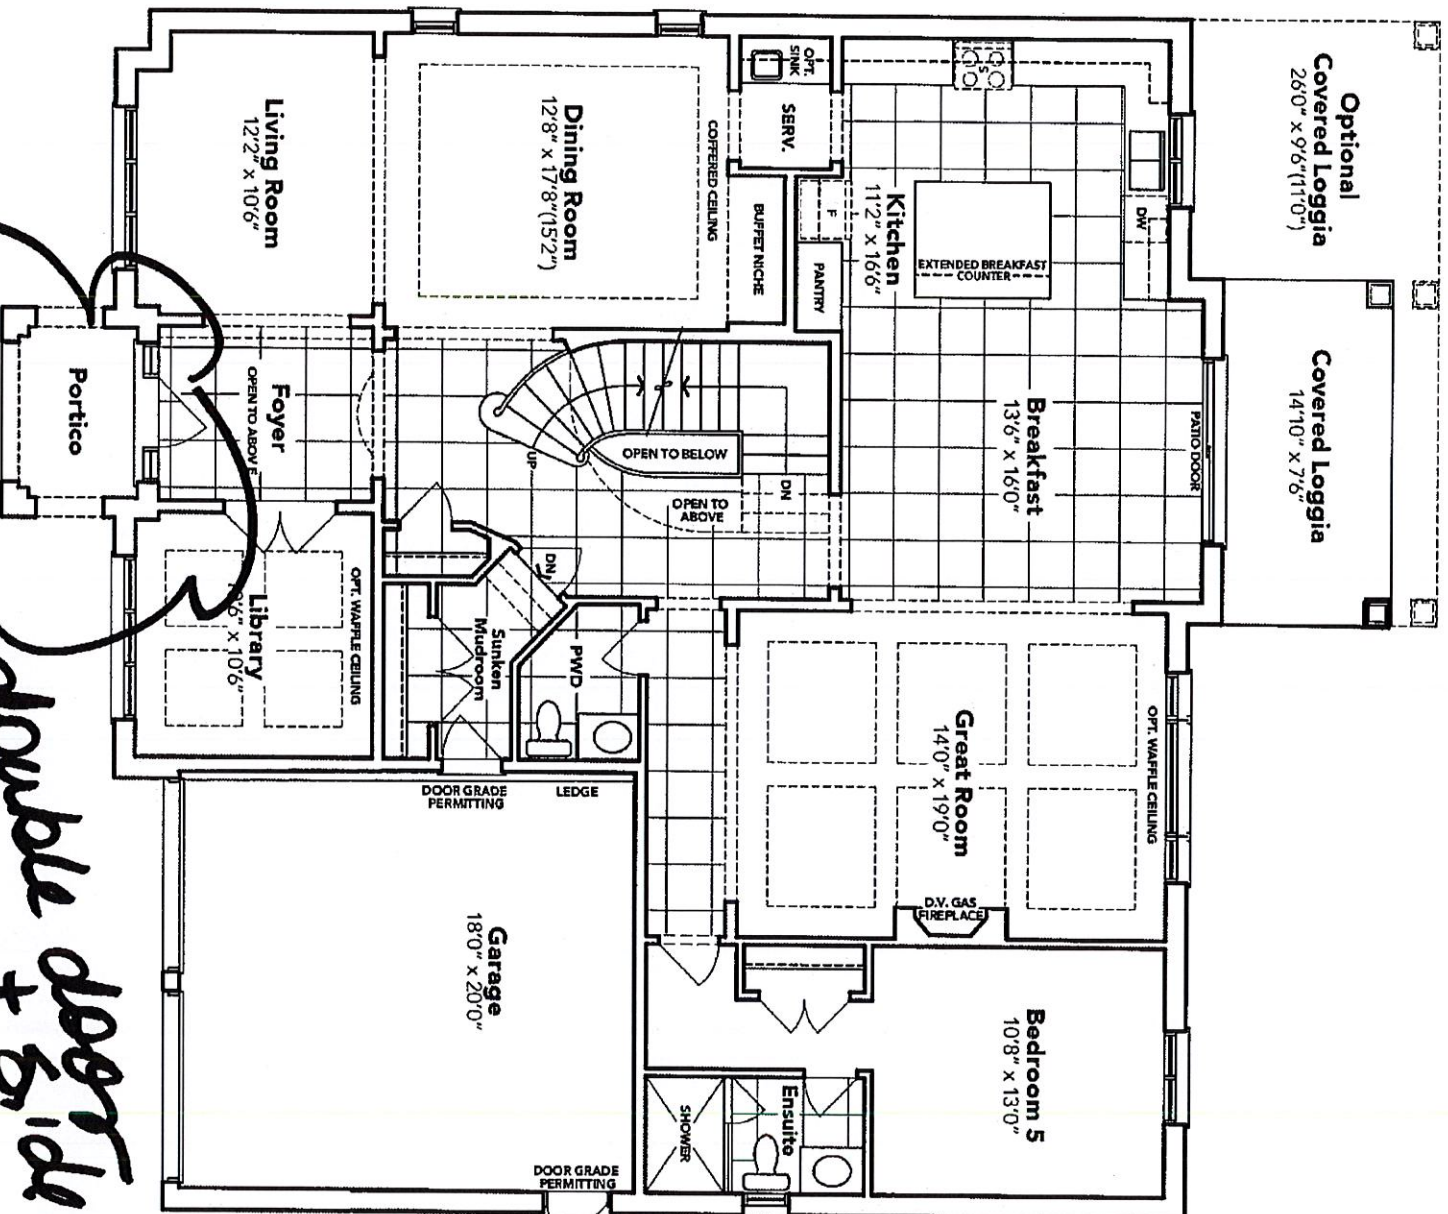 Optional
Covered Loggia
26'0" x 9'6"(11'0")
Covered Loggia
14'10" x 7'6"
OPT.
SINK
SERV.
S
DW
Kitchen
11'2" x 16'6"
F
PANTRY
EXTENDED BREAKFAST
COUNTER
Breakfast
13'6" x 16'0"
PATIO DOOR
OPT. WAFFLE CEILING
Great Room
14'0" x 19'0"
D.V. GAS
FIREPLACE
Bedroom 5
10'8" x 13'0"
Dining Room
12'8" x 17'8"(15'2")
COFFERED CEILING
BUFFET NICHE
OPEN TO BELOW
OPEN TO
ABOVE
DN
UP
DN
Living Room
12'2" x 10'6"
Foyer
OPEN TO ABOVE
Portico
OPT. WAFFLE CEILING
Library
x 10'6"
Sunken
Mudroom
PWD
DOOR GRADE
PERMITTING
LEDGE
Garage
18'0" x 20'0"
DOOR GRADE
PERMITTING
Ensuite
SHOWER
double door
+ side